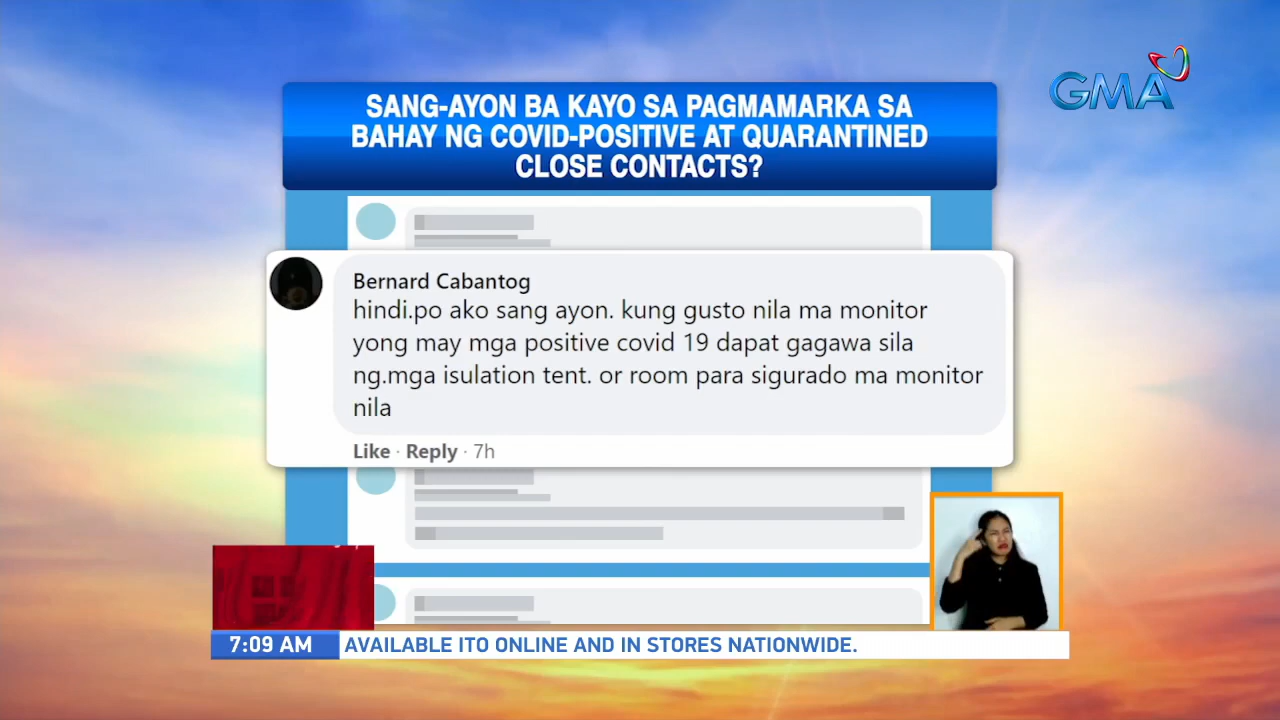 GMA
SANG-AYON BA KAYO SA PAGMAMARKA SA
BAHAY NG COVID-POSITIVE AT QUARANTINED
CLOSE CONTACTS?
Bernard Cabantog
hindi.po ako sang ayon. kung gusto nila ma monitor
yong may mga positive covid 19 dapat gagawa sila
ng.mga isulation tent. or room para sigurado ma monitor
nila
Like · Reply · 7h
7:09 AM AVAILABLE ITO ONLINE AND IN STORES NATIONWIDE.